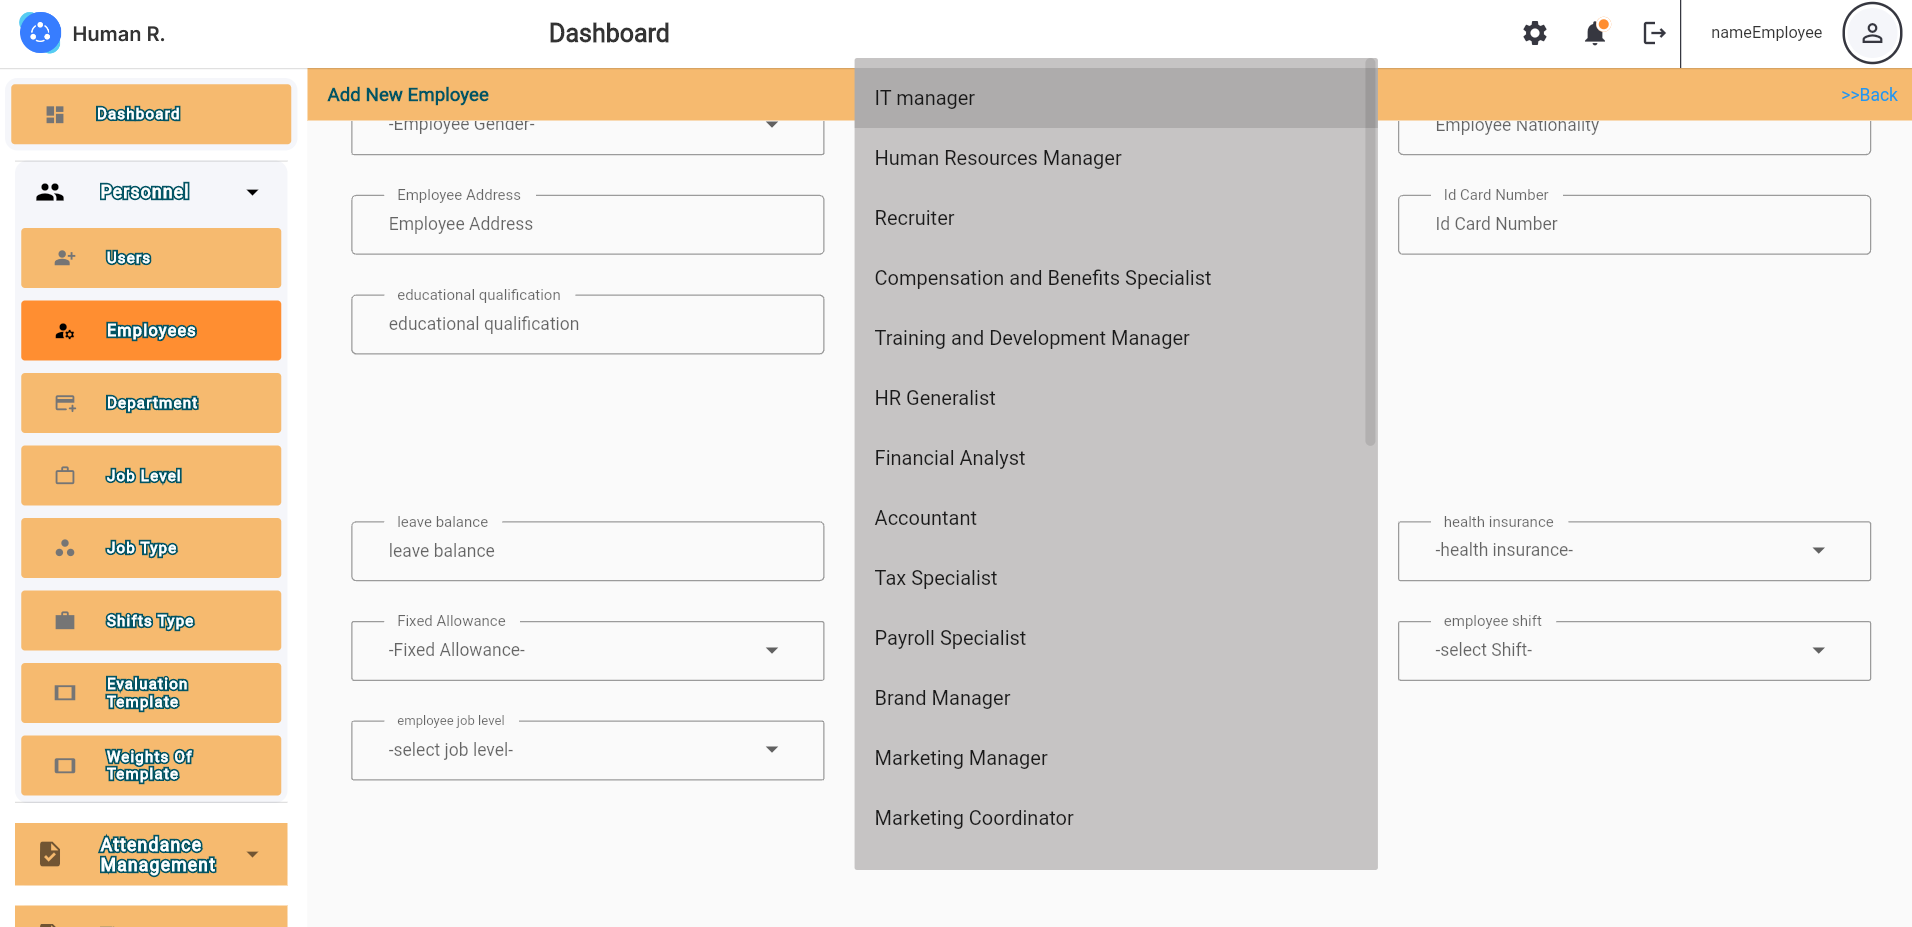 Human R.
Dashboard
nameEmployee
Dashboard
Personnel
Users
Employees
Department
Job Level
Job Type
Shifts Type
Evaluation
Template
Weights Of
Template
Attendance
Management
Add New Employee
>>Back
-Employee Gender-
Employee Nationality
Employee Address
Employee Address
Id Card Number
Id Card Number
educational qualification
educational qualification
leave balance
leave balance
health insurance
-health insurance-
Fixed Allowance
-Fixed Allowance-
employee shift
-select Shift-
employee job level
-select job level-
IT manager
Human Resources Manager
Recruiter
Compensation and Benefits Specialist
Training and Development Manager
HR Generalist
Financial Analyst
Accountant
Tax Specialist
Payroll Specialist
Brand Manager
Marketing Manager
Marketing Coordinator